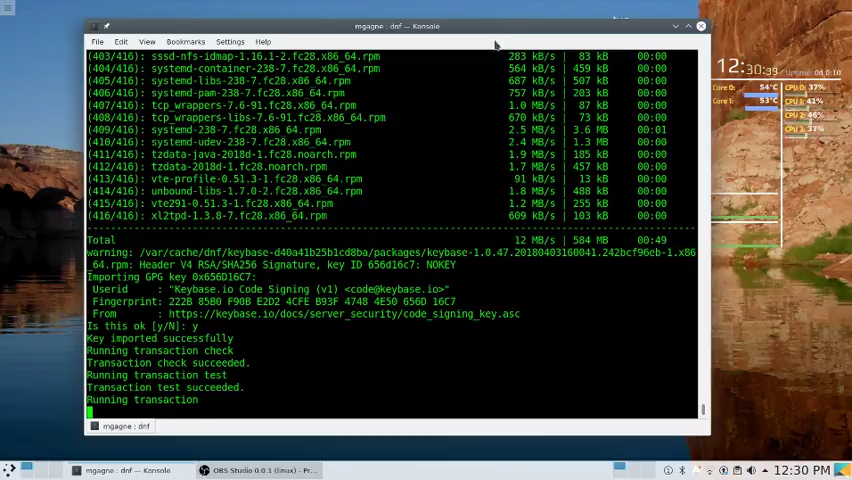 mgagne : dnf — Konsole
File Edit View Bookmarks Settings Help
(403/416): sssd-nfs-idmap-1.16.1-2.fc28.x86_64.rpm 283 kB/s | 83 kB 00:00
(404/416): systemd-container-238-7.fc28.x86_64.rpm 564 kB/s | 459 kB 00:00
(405/416): systemd-libs-238-7.fc28.x86_64.rpm 687 kB/s | 507 kB 00:00
(406/416): systemd-pam-238-7.fc28.x86_64.rpm 757 kB/s | 203 kB 00:00
(407/416): tcp_wrappers-7.6-91.fc28.x86_64.rpm 1.0 MB/s | 87 kB 00:00
(408/416): tcp_wrappers-libs-7.6-91.fc28.x86_64.rpm 670 kB/s | 73 kB 00:00
(409/416): systemd-238-7.fc28.x86_64.rpm 2.5 MB/s | 3.6 MB 00:01
(410/416): systemd-udev-238-7.fc28.x86_64.rpm 2.4 MB/s | 1.3 MB 00:00
(411/416): tzdata-java-2018d-1.fc28.noarch.rpm 1.9 MB/s | 185 kB 00:00
(412/416): tzdata-2018d-1.fc28.noarch.rpm 1.7 MB/s | 457 kB 00:00
(413/416): vte-profile-0.51.3-1.fc28.x86_64.rpm 91 kB/s | 13 kB 00:00
(414/416): unbound-libs-1.7.0-2.fc28.x86_64.rpm 1.8 MB/s | 488 kB 00:00
(415/416): vte291-0.51.3-1.fc28.x86_64.rpm 1.2 MB/s | 255 kB 00:00
(416/416): xl2tpd-1.3.8-7.fc28.x86_64.rpm 609 kB/s | 103 kB 00:00
--------------------------------------------------------------------------------
Total 12 MB/s | 584 MB 00:49
warning: /var/cache/dnf/keybase-d40a41b25b1cd8ba/packages/keybase-1.0.47.20180403160041.242bcf96eb-1.x86
_64.rpm: Header V4 RSA/SHA256 Signature, key ID 656d16c7: NOKEY
Importing GPG key 0x656D16C7:
Userid : "Keybase.io Code Signing (v1) <code@keybase.io>"
Fingerprint: 222B 85B0 F90B E2D2 4CFE B93F 4748 4E50 656D 16C7
From : https://keybase.io/docs/server_security/code_signing_key.asc
Is this ok [y/N]: y
Key imported successfully
Running transaction check
Transaction check succeeded.
Running transaction test
Transaction test succeeded.
Running transaction
mgagne : dnf
12:30:39 Uptime: 0d 0:10
Core 0: 54°C CPU 0: 37%
Core 1: 53°C CPU 1: 41%
CPU 2: 46%
CPU 3: 37%
mgagne : dnf — Konsole
OBS Studio 0.0.1 (linux) - Pr...
12:30 PM